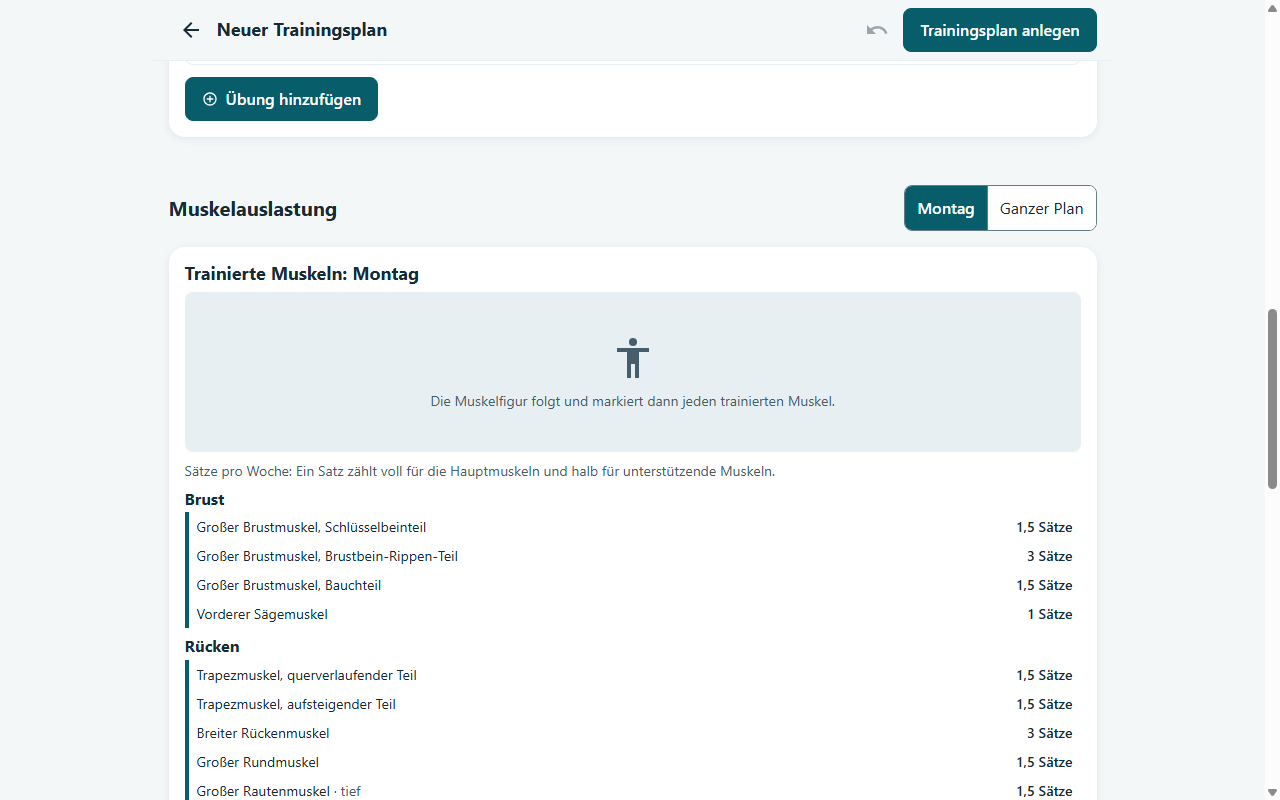 Neuer Trainingsplan
Trainingsplan anlegen
Übung hinzufügen
Muskelauslastung
Montag
Ganzer Plan
Trainierte Muskeln: Montag
Die Muskelfigur folgt und markiert dann jeden trainierten Muskel.
Sätze pro Woche: Ein Satz zählt voll für die Hauptmuskeln und halb für unterstützende Muskeln.
Brust
Großer Brustmuskel, Schlüsselbeinteil 1,5 Sätze
Großer Brustmuskel, Brustbein-Rippen-Teil 3 Sätze
Großer Brustmuskel, Bauchteil 1,5 Sätze
Vorderer Sägemuskel 1 Sätze
Rücken
Trapezmuskel, querverlaufender Teil 1,5 Sätze
Trapezmuskel, aufsteigender Teil 1,5 Sätze
Breiter Rückenmuskel 3 Sätze
Großer Rundmuskel 1,5 Sätze
Großer Rautenmuskel · tief 1,5 Sätze